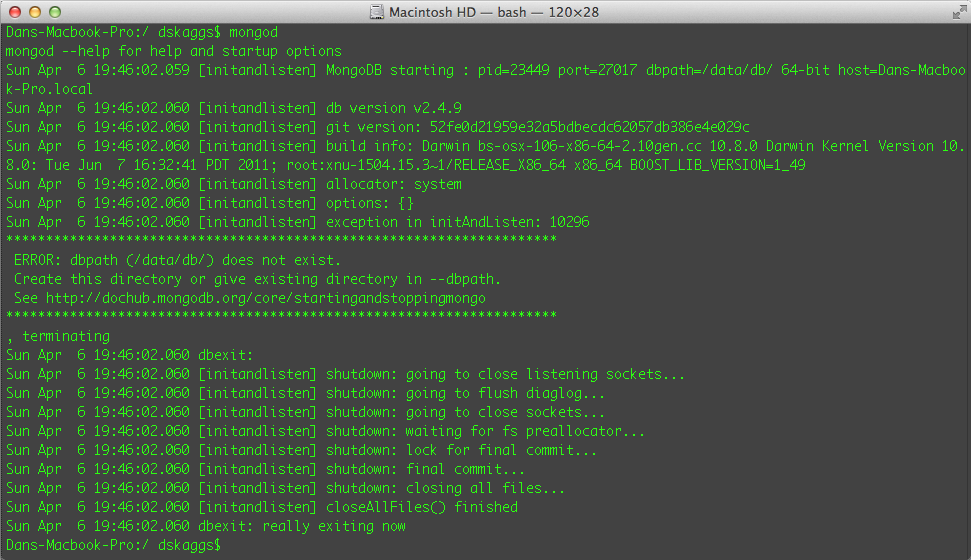 Macintosh HD — bash — 120×28
Dans-Macbook-Pro:/ dskaggs$ mongod
mongod --help for help and startup options
Sun Apr  6 19:46:02.059 [initandlisten] MongoDB starting : pid=23449 port=27017 dbpath=/data/db/ 64-bit host=Dans-Macboo
k-Pro.local
Sun Apr  6 19:46:02.060 [initandlisten] db version v2.4.9
Sun Apr  6 19:46:02.060 [initandlisten] git version: 52fe0d21959e32a5bdbecdc62057db386e4e029c
Sun Apr  6 19:46:02.060 [initandlisten] build info: Darwin bs-osx-106-x86-64-2.10gen.cc 10.8.0 Darwin Kernel Version 10.
8.0: Tue Jun  7 16:32:41 PDT 2011; root:xnu-1504.15.3~1/RELEASE_X86_64 x86_64 BOOST_LIB_VERSION=1_49
Sun Apr  6 19:46:02.060 [initandlisten] allocator: system
Sun Apr  6 19:46:02.060 [initandlisten] options: {}
Sun Apr  6 19:46:02.060 [initandlisten] exception in initAndListen: 10296
*********************************************************************
 ERROR: dbpath (/data/db/) does not exist.
 Create this directory or give existing directory in --dbpath.
 See http://dochub.mongodb.org/core/startingandstoppingmongo
*********************************************************************
, terminating
Sun Apr  6 19:46:02.060 dbexit:
Sun Apr  6 19:46:02.060 [initandlisten] shutdown: going to close listening sockets...
Sun Apr  6 19:46:02.060 [initandlisten] shutdown: going to flush diaglog...
Sun Apr  6 19:46:02.060 [initandlisten] shutdown: going to close sockets...
Sun Apr  6 19:46:02.060 [initandlisten] shutdown: waiting for fs preallocator...
Sun Apr  6 19:46:02.060 [initandlisten] shutdown: lock for final commit...
Sun Apr  6 19:46:02.060 [initandlisten] shutdown: final commit...
Sun Apr  6 19:46:02.060 [initandlisten] shutdown: closing all files...
Sun Apr  6 19:46:02.060 [initandlisten] closeAllFiles() finished
Sun Apr  6 19:46:02.060 dbexit: really exiting now
Dans-Macbook-Pro:/ dskaggs$